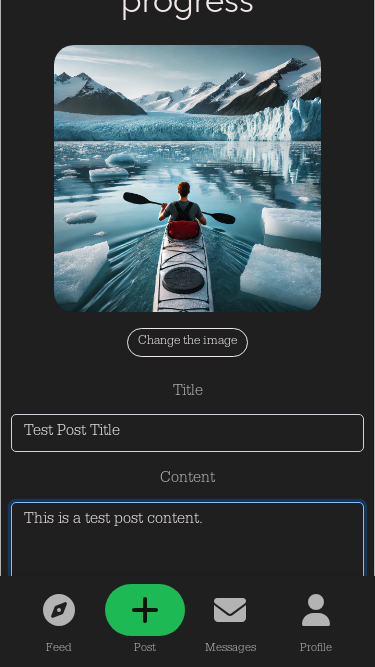 progress
Change the image
Title
Test Post Title
Content
This is a test post content.
Feed
Post
Messages
Profile